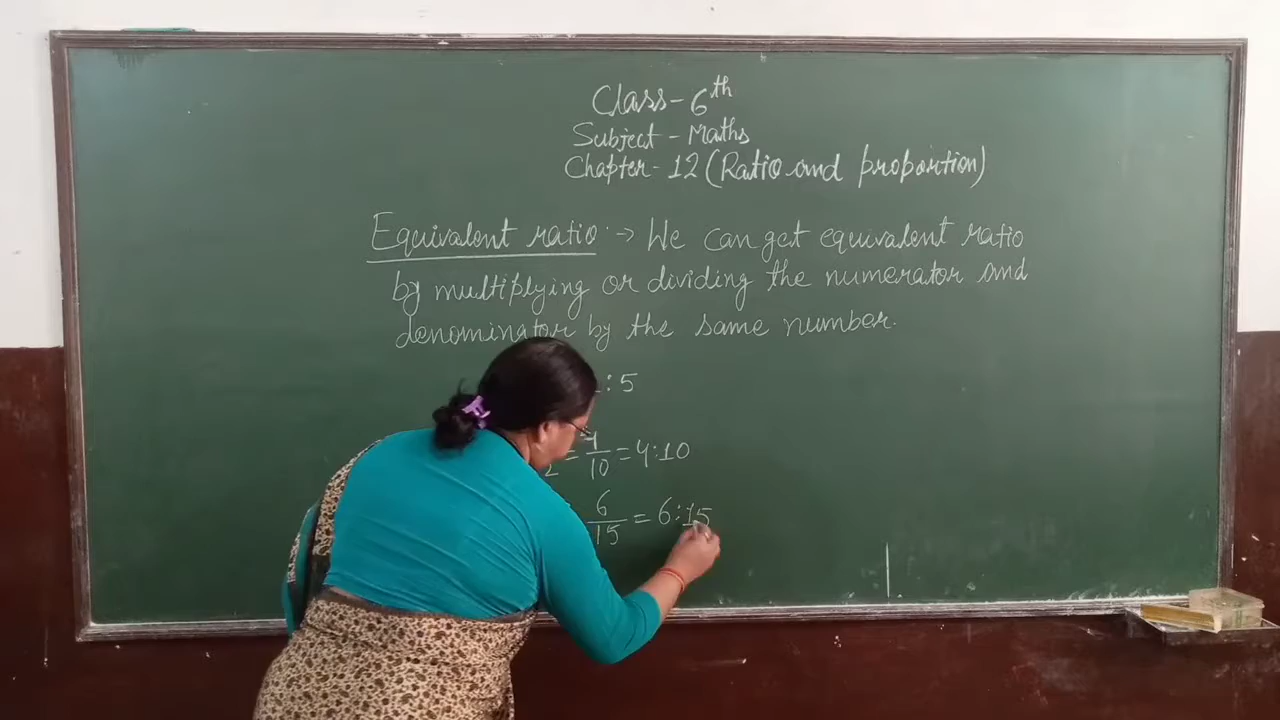 Class - 6th
Subject - Maths
Chapter - 12 (Ratio and proportion)
Equivalent ratio :→ We can get equivalent ratio
by multiplying or dividing the numerator and
denominator by the same number.
: 5
2 = 4/10 = 4:10
6/15 = 6:15